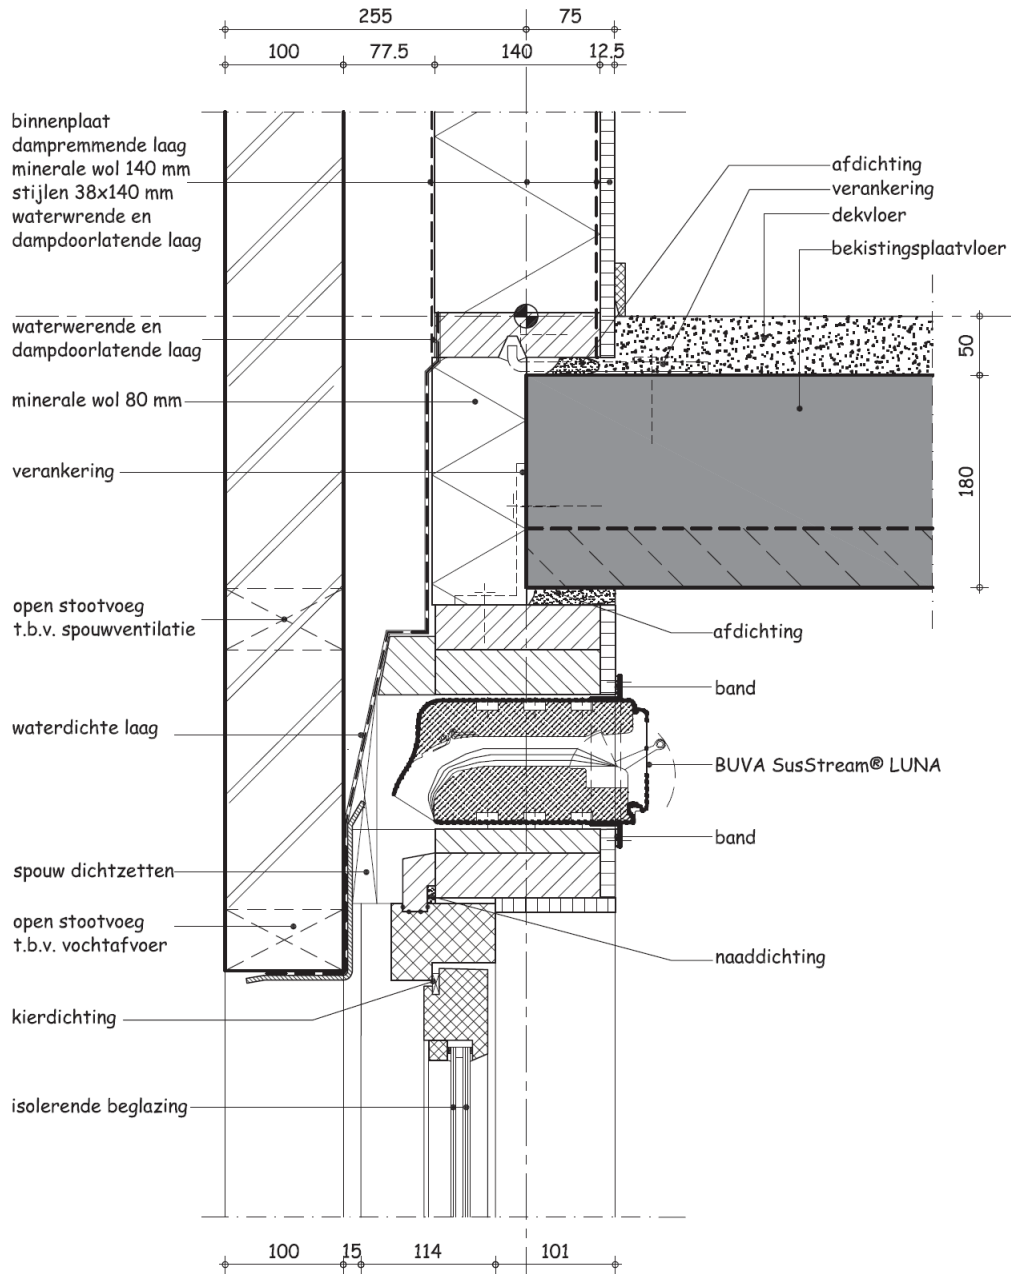 255
75
100
77.5
140
12.5
binnenplaat
dampremmende laag
minerale wol 140 mm
stijlen 38x140 mm
waterwrende en
dampdoorlatende laag
afdichting
verankering
dekvloer
bekistingsplaatvloer
waterwerende en
dampdoorlatende laag
50
minerale wol 80 mm
verankering
180
open stootvoeg
t.b.v. spouwventilatie
afdichting
band
waterdichte laag
BUVA SusStream® LUNA
band
spouw dichtzetten
open stootvoeg
t.b.v. vochtafvoer
naaddichting
kierdichting
isolerende beglazing
100
15
114
101